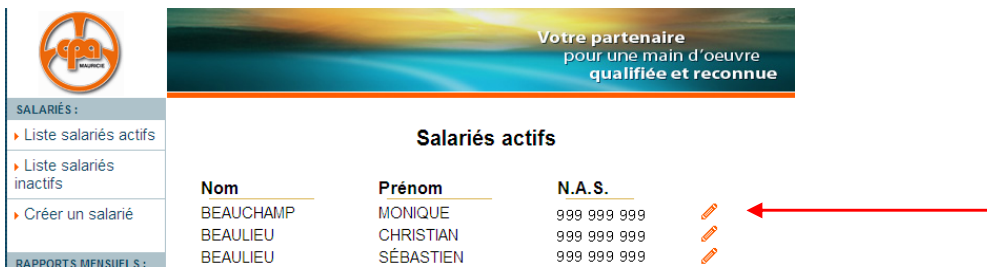 cpa
MAURICIE
Votre partenaire
pour une main d'oeuvre
qualifiée et reconnue
SALARIÉS :
Liste salariés actifs
Liste salariés
inactifs
Créer un salarié
RAPPORTS MENSUELS :
Salariés actifs
Nom Prénom N.A.S.
BEAUCHAMP MONIQUE 999 999 999
BEAULIEU CHRISTIAN 999 999 999
BEAULIEU SÉBASTIEN 999 999 999